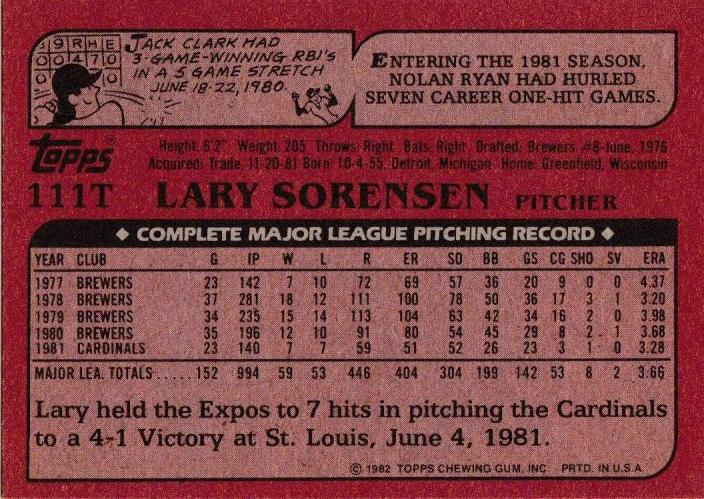 9 R H E
0 0 4 7 0
JACK CLARK HAD
3-GAME-WINNING RBI's
IN A 5 GAME STRETCH
JUNE 18-22, 1980.
ENTERING THE 1981 SEASON,
NOLAN RYAN HAD HURLED
SEVEN CAREER ONE-HIT GAMES.
TOPPS
Height: 6'2" Weight: 205 Throws: Right Bats: Right Drafted: Brewers #8-June, 1976
Acquired: Trade, 11-20-81 Born: 10-4-55, Detroit, Michigan Home: Greenfield, Wisconsin
111T LARY SORENSEN PITCHER
◆ COMPLETE MAJOR LEAGUE PITCHING RECORD ◆
YEAR CLUB G IP W L R ER SO BB GS CG SHO SV ERA
1977 BREWERS 23 142 7 10 72 69 57 36 20 9 0 0 4.37
1978 BREWERS 37 281 18 12 111 100 78 50 36 17 3 1 3.20
1979 BREWERS 34 235 15 14 113 104 63 42 34 16 2 0 3.98
1980 BREWERS 35 196 12 10 91 80 54 45 29 8 2 1 3.68
1981 CARDINALS 23 140 7 7 59 51 52 26 23 3 1 0 3.28
MAJOR LEA. TOTALS ..... 152 994 59 53 446 404 304 199 142 53 8 2 3.66
Lary held the Expos to 7 hits in pitching the Cardinals
to a 4-1 Victory at St. Louis, June 4, 1981.
© 1982 TOPPS CHEWING GUM, INC. PRTD. IN U.S.A.